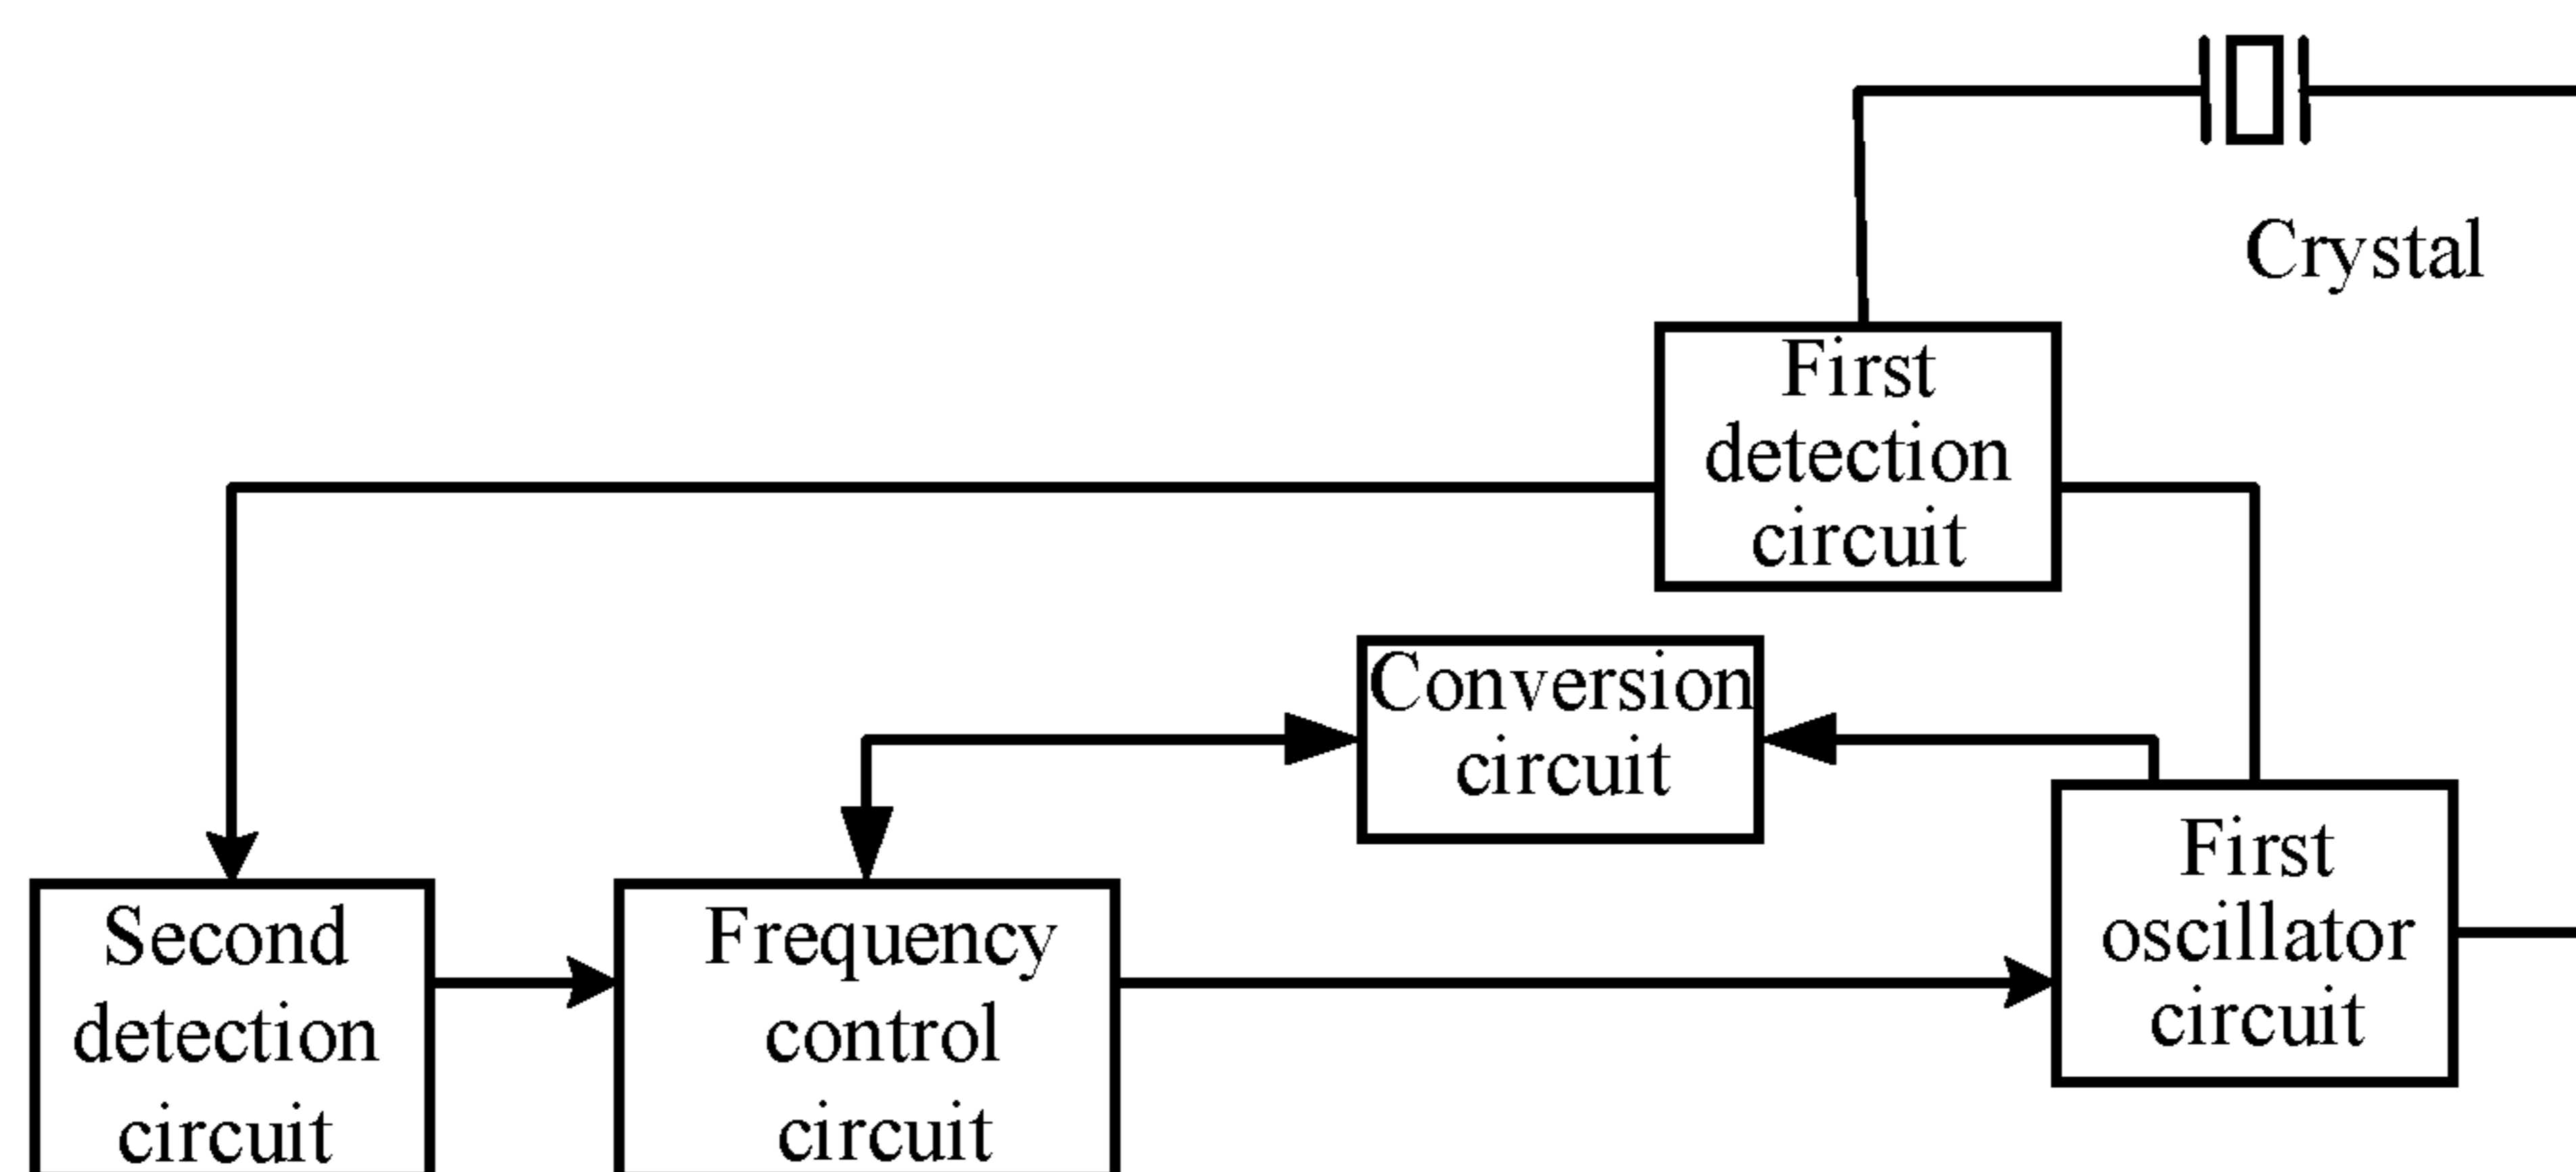 Crystal
First
detection
circuit
Conversion
circuit
First
oscillator
circuit
Second
detection
circuit
Frequency
control
circuit